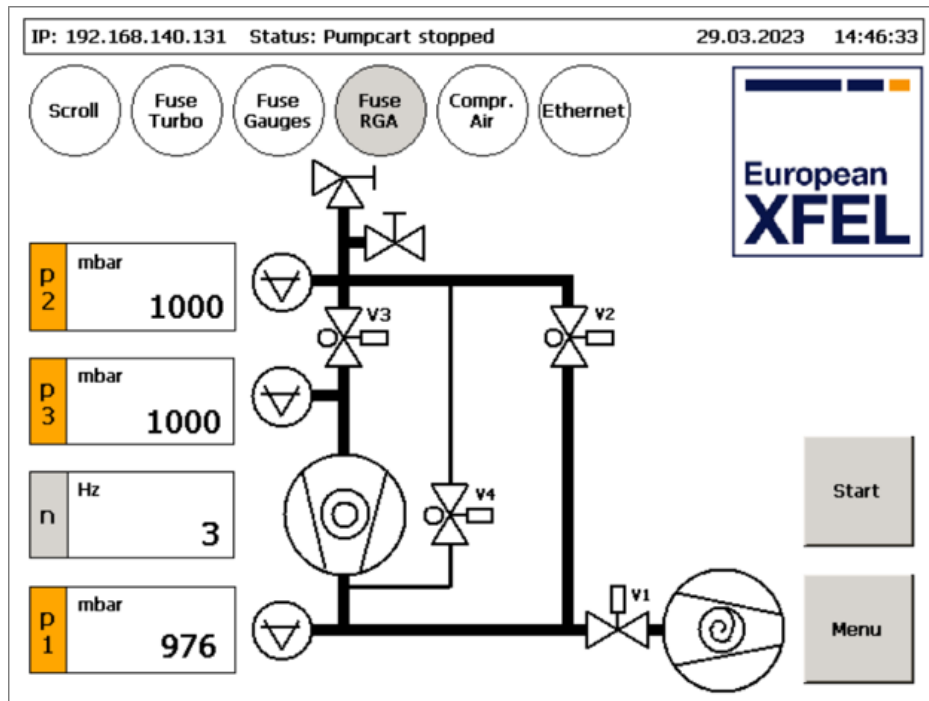 IP: 192.168.140.131 Status: Pumpcart stopped 29.03.2023 14:46:33
Scroll
Fuse
Turbo
Fuse
Gauges
Fuse
RGA
Compr.
Air
Ethernet
European
XFEL
p
2
mbar
1000
V3
V2
p
3
mbar
1000
n
Hz
3
V4
Start
p
1
mbar
976
V1
Menu